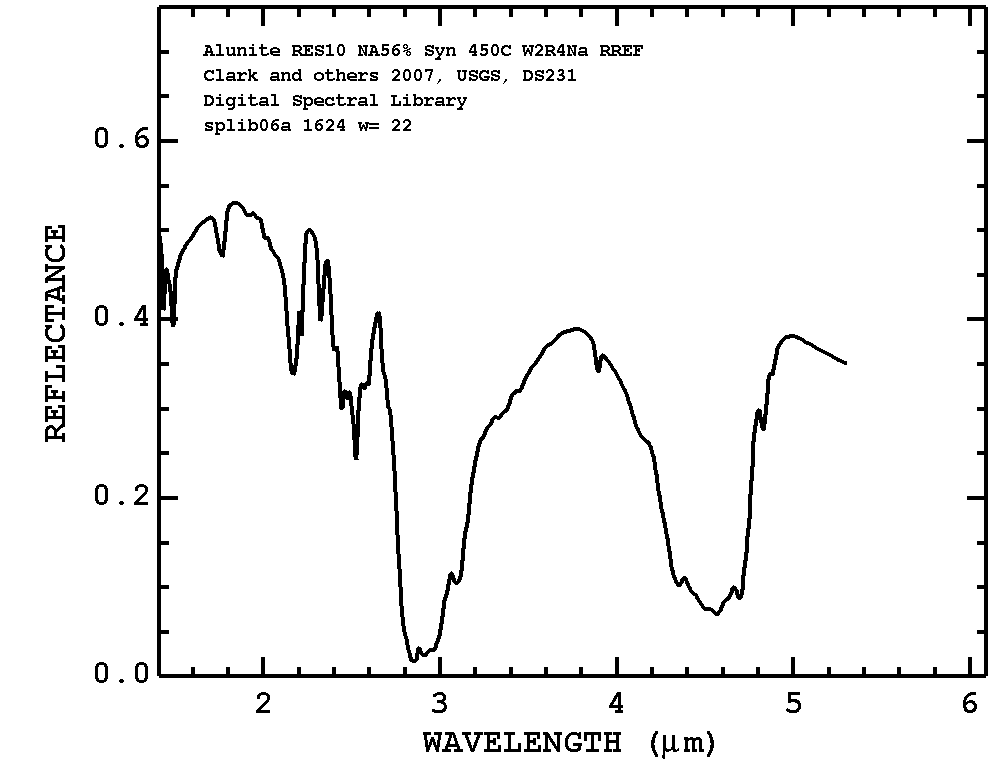 Alunite RES10 NA56% Syn 450C W2R4Na RREF
Clark and others 2007, USGS, DS231
Digital Spectral Library
splib06a 1624 w= 22
0.6
0.4
0.2
0.0
REFLECTANCE
2 3 4 5 6
WAVELENGTH (μm)